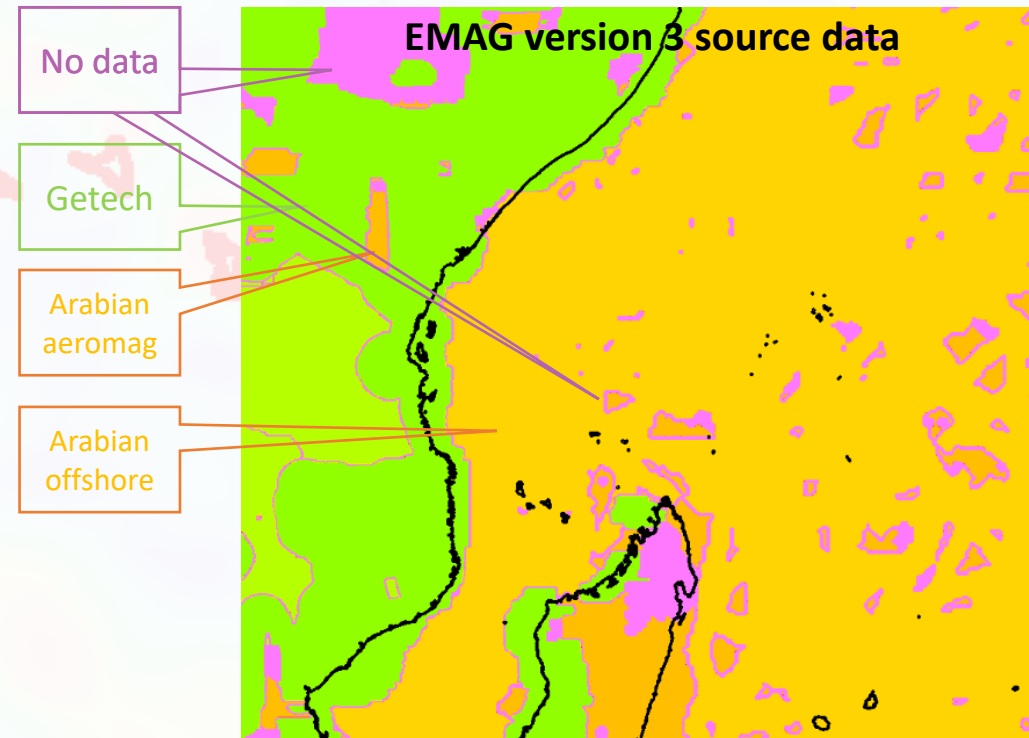 EMAG version 3 source data
No data
Getech
Arabian
aeromag
Arabian
offshore